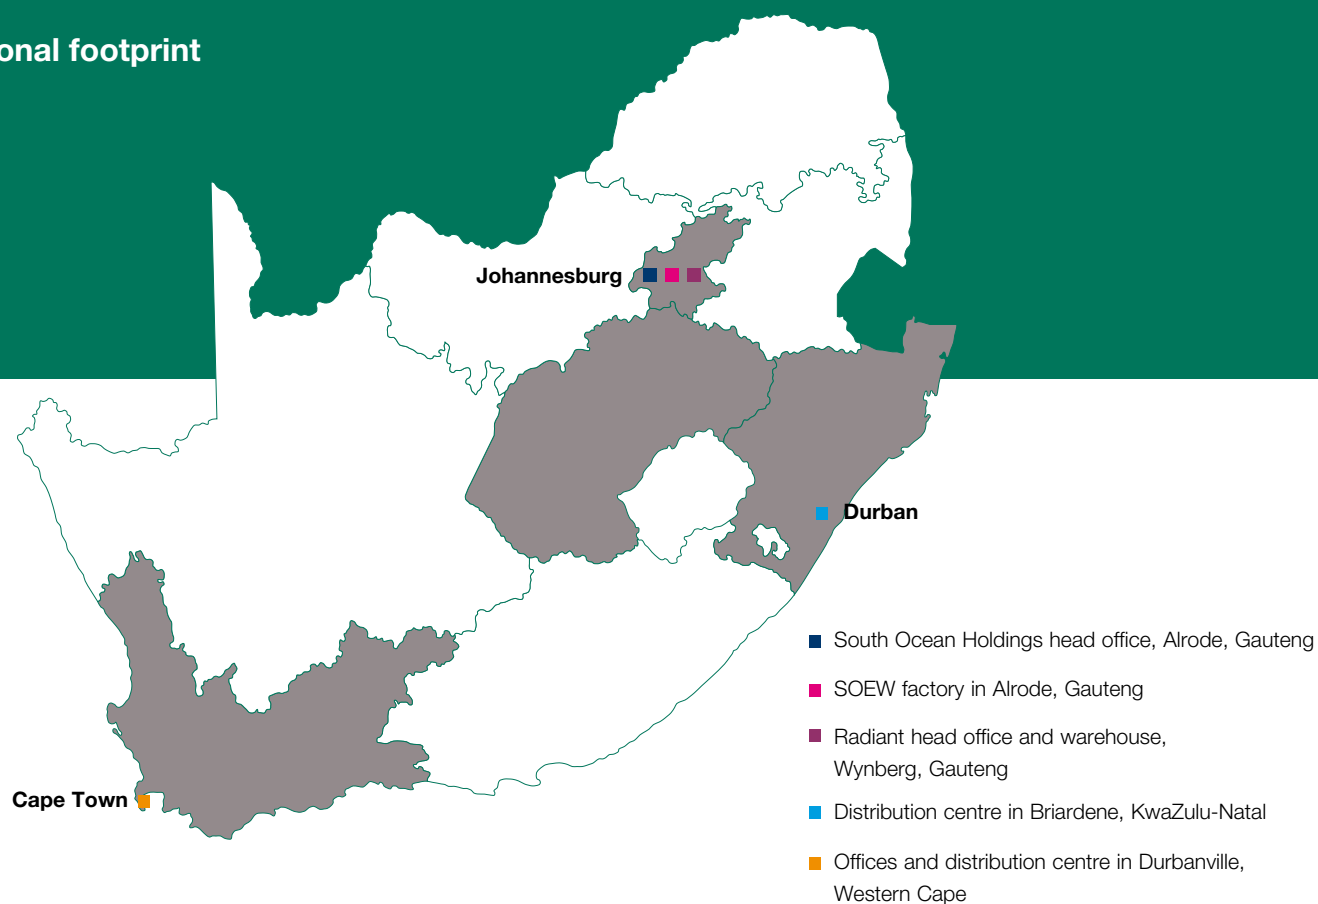 onal footprint
Johannesburg
Durban
South Ocean Holdings head office, Alrode, Gauteng
SOEW factory in Alrode, Gauteng
Radiant head office and warehouse,
Wynberg, Gauteng
Cape Town
Distribution centre in Briardene, KwaZulu-Natal
Offices and distribution centre in Durbanville,
Western Cape